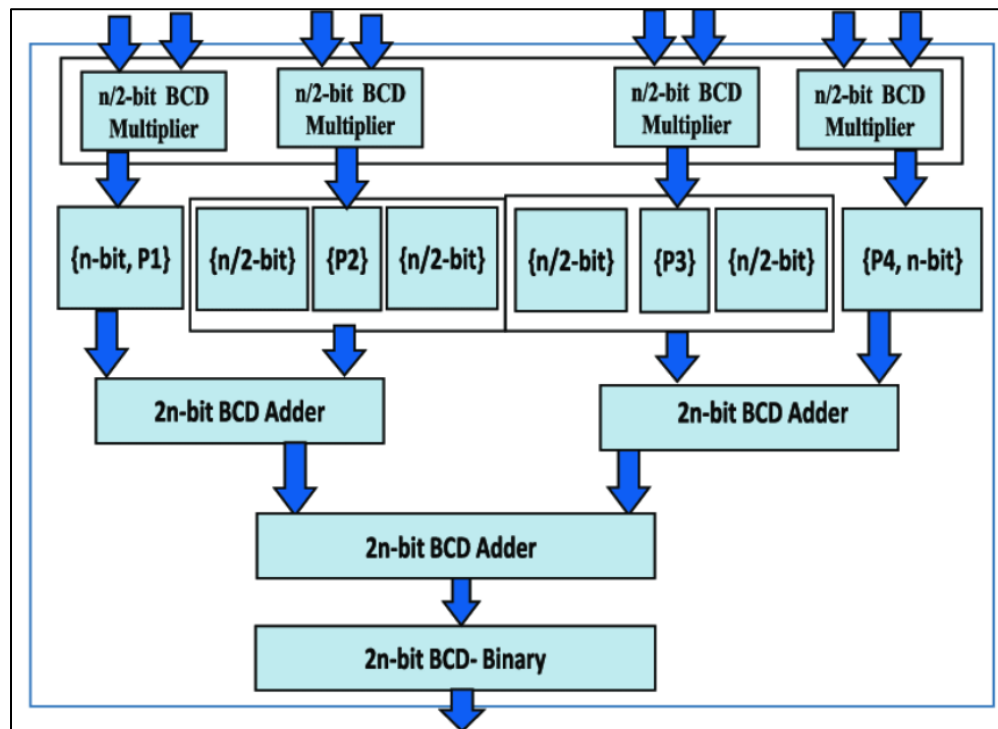 n/2-bit BCD
Multiplier
n/2-bit BCD
Multiplier
n/2-bit BCD
Multiplier
n/2-bit BCD
Multiplier
{n-bit, P1}
{n/2-bit}
{P2}
{n/2-bit}
{n/2-bit}
{P3}
{n/2-bit}
{P4, n-bit}
2n-bit BCD Adder
2n-bit BCD Adder
2n-bit BCD Adder
2n-bit BCD- Binary